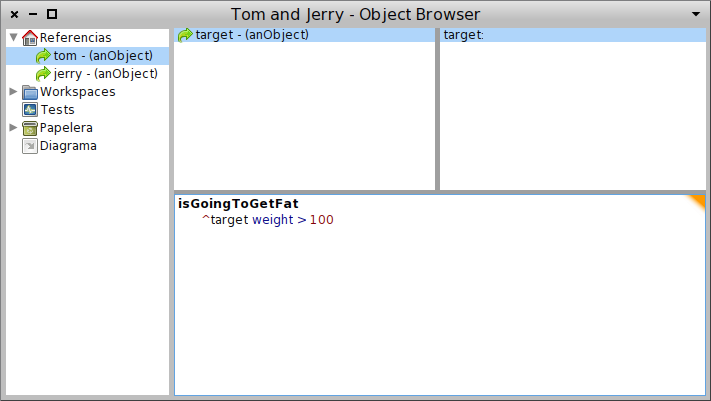 Tom and Jerry - Object Browser
Referencias
tom - (anObject)
jerry - (anObject)
Workspaces
Tests
Papelera
Diagrama
target - (anObject)
target:
isGoingToGetFat
^target weight > 100